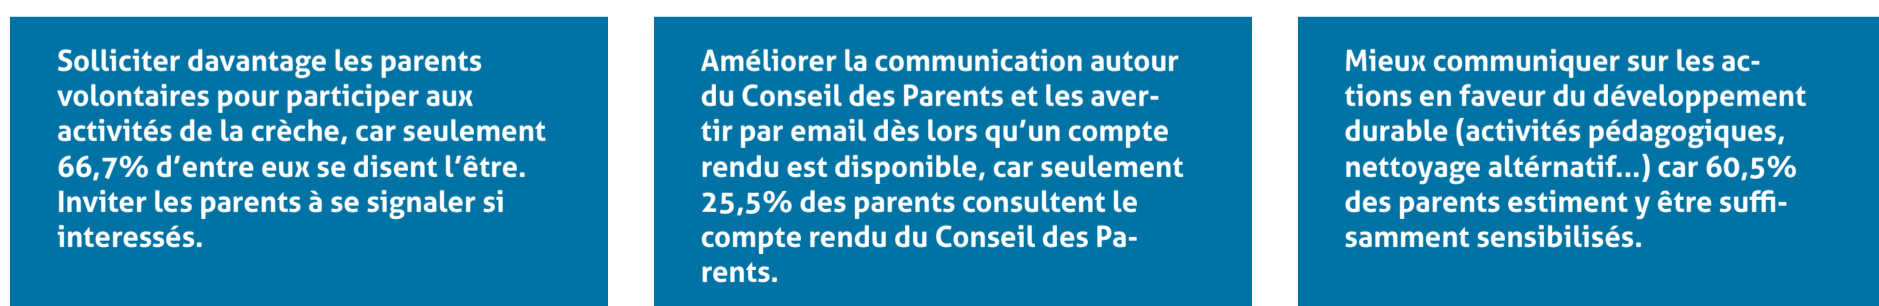 Solliciter davantage les parents
volontaires pour participer aux
activités de la crèche, car seulement
66,7% d’entre eux se disent l’être.
Inviter les parents à se signaler si
interessés.
Améliorer la communication autour
du Conseil des Parents et les aver-
tir par email dès lors qu’un compte
rendu est disponible, car seulement
25,5% des parents consultent le
compte rendu du Conseil des Pa-
rents.
Mieux communiquer sur les ac-
tions en faveur du développement
durable (activités pédagogiques,
nettoyage altérnatif...) car 60,5%
des parents estiment y être suffi-
samment sensibilisés.